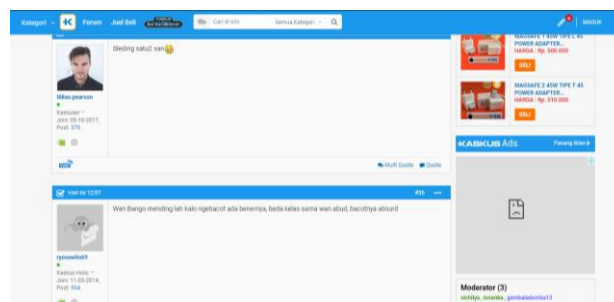 Kategori
Forum
Jual Beli
Cari di sini
Semua Kategori
MASUK
Sleding satu2 san
tillian.pearson
Kaskuser
Join: 05-10-2017,
Post: 375
Multi Quote
Quote
Hari ini 12:07
#36
Wan Bango mending lah kalo ngebacot ada benernya, beda kelas sama wan abud, bacotnya absurd
Kaskus Holic
Join: 11-03-2014,
Post: 934
MAGSAFE 1 45W TIPE L 45
POWER ADAPTER...
HARGA : Rp. 500.000
BELI
MAGSAFE 2 45W TIPE T 45
POWER ADAPTER...
HARGA : Rp. 510.000
BELI
KASKUS Ads
Pasang Iklan
Moderator (3)